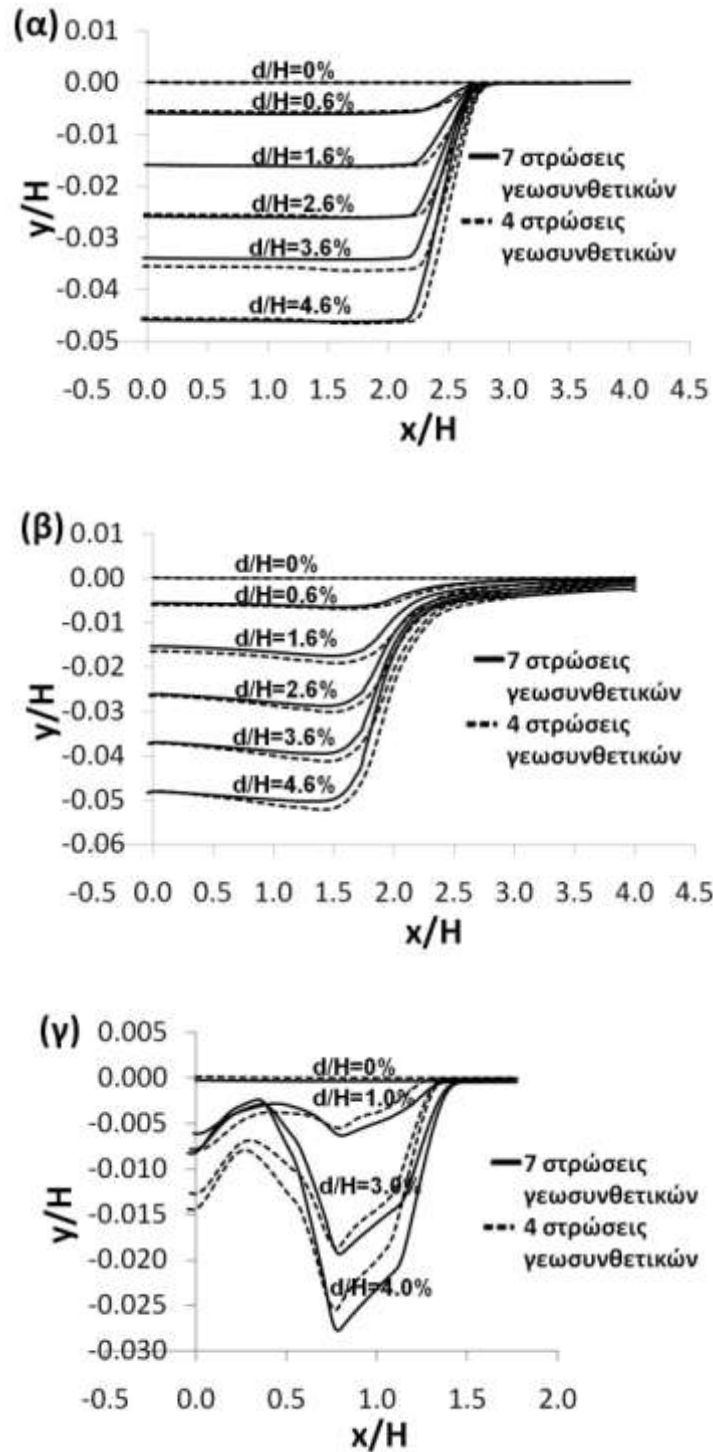 (α)
0.01
0.00
-0.01
-0.02
-0.03
-0.04
-0.05
y/H
d/H=0%
d/H=0.6%
d/H=1.6%
d/H=2.6%
d/H=3.6%
d/H=4.6%
7 στρώσεις
γεωσυνθετικών
4 στρώσεις
γεωσυνθετικών
-0.5 0.0 0.5 1.0 1.5 2.0 2.5 3.0 3.5 4.0 4.5
x/H
(β)
0.01
0.00
-0.01
-0.02
-0.03
-0.04
-0.05
-0.06
y/H
d/H=0%
d/H=0.6%
d/H=1.6%
d/H=2.6%
d/H=3.6%
d/H=4.6%
7 στρώσεις
γεωσυνθετικών
4 στρώσεις
γεωσυνθετικών
-0.5 0.0 0.5 1.0 1.5 2.0 2.5 3.0 3.5 4.0 4.5
x/H
(γ)
0.005
0.000
-0.005
-0.010
-0.015
-0.020
-0.025
-0.030
y/H
d/H=0%
d/H=1.0%
d/H=3.0%
d/H=4.0%
7 στρώσεις
γεωσυνθετικών
4 στρώσεις
γεωσυνθετικών
-0.5 0.0 0.5 1.0 1.5 2.0
x/H